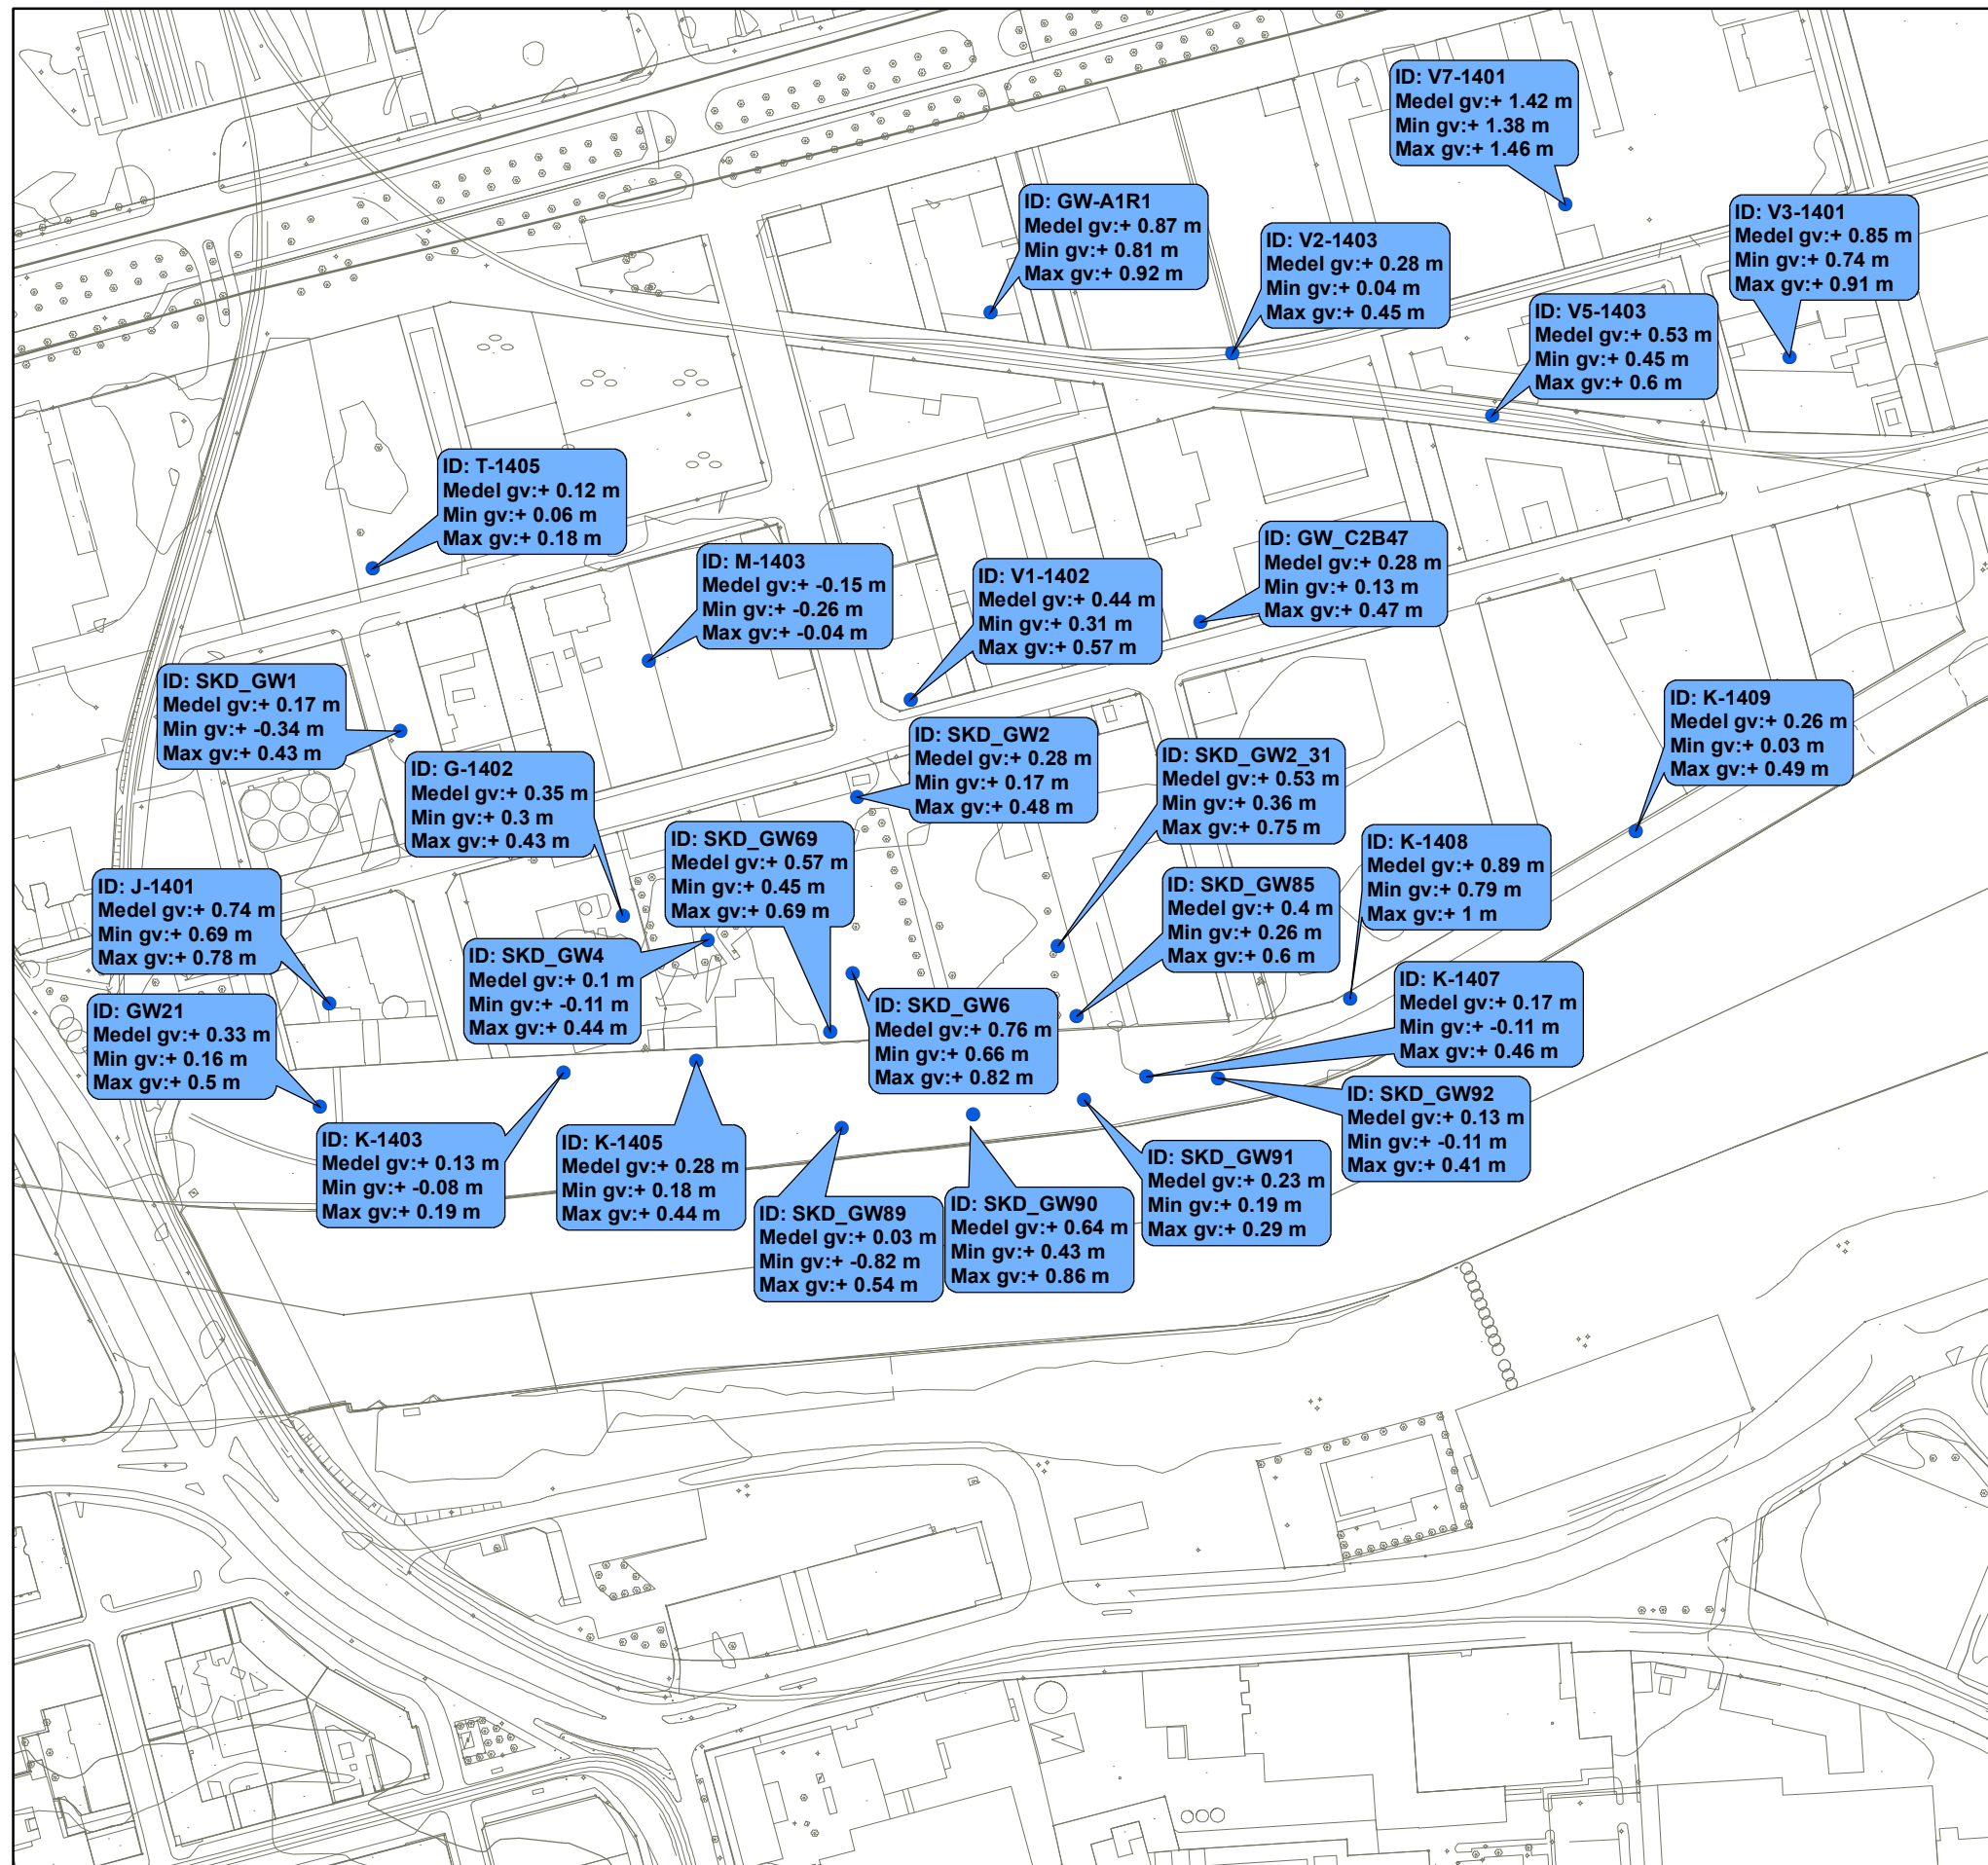 ID: V7-1401
Medel gv:+ 1.42 m
Min gv:+ 1.38 m
Max gv:+ 1.46 m
ID: GW-A1R1
Medel gv:+ 0.87 m
Min gv:+ 0.81 m
Max gv:+ 0.92 m
ID: V3-1401
Medel gv:+ 0.85 m
Min gv:+ 0.74 m
Max gv:+ 0.91 m
ID: V2-1403
Medel gv:+ 0.28 m
Min gv:+ 0.04 m
Max gv:+ 0.45 m
ID: V5-1403
Medel gv:+ 0.53 m
Min gv:+ 0.45 m
Max gv:+ 0.6 m
ID: T-1405
Medel gv:+ 0.12 m
Min gv:+ 0.06 m
Max gv:+ 0.18 m
ID: M-1403
Medel gv:+ -0.15 m
Min gv:+ -0.26 m
Max gv:+ -0.04 m
ID: V1-1402
Medel gv:+ 0.44 m
Min gv:+ 0.31 m
Max gv:+ 0.57 m
ID: GW_C2B47
Medel gv:+ 0.28 m
Min gv:+ 0.13 m
Max gv:+ 0.47 m
ID: SKD_GW1
Medel gv:+ 0.17 m
Min gv:+ -0.34 m
Max gv:+ 0.43 m
ID: K-1409
Medel gv:+ 0.26 m
Min gv:+ 0.03 m
Max gv:+ 0.49 m
ID: G-1402
Medel gv:+ 0.35 m
Min gv:+ 0.3 m
Max gv:+ 0.43 m
ID: SKD_GW2
Medel gv:+ 0.28 m
Min gv:+ 0.17 m
Max gv:+ 0.48 m
ID: SKD_GW2_31
Medel gv:+ 0.53 m
Min gv:+ 0.36 m
Max gv:+ 0.75 m
ID: SKD_GW69
Medel gv:+ 0.57 m
Min gv:+ 0.45 m
Max gv:+ 0.69 m
ID: K-1408
Medel gv:+ 0.89 m
Min gv:+ 0.79 m
Max gv:+ 1 m
ID: J-1401
Medel gv:+ 0.74 m
Min gv:+ 0.69 m
Max gv:+ 0.78 m
ID: SKD_GW85
Medel gv:+ 0.4 m
Min gv:+ 0.26 m
Max gv:+ 0.6 m
ID: SKD_GW4
Medel gv:+ 0.1 m
Min gv:+ -0.11 m
Max gv:+ 0.44 m
ID: K-1407
Medel gv:+ 0.17 m
Min gv:+ -0.11 m
Max gv:+ 0.46 m
ID: GW21
Medel gv:+ 0.33 m
Min gv:+ 0.16 m
Max gv:+ 0.5 m
ID: SKD_GW6
Medel gv:+ 0.76 m
Min gv:+ 0.66 m
Max gv:+ 0.82 m
ID: SKD_GW92
Medel gv:+ 0.13 m
Min gv:+ -0.11 m
Max gv:+ 0.41 m
ID: K-1403
Medel gv:+ 0.13 m
Min gv:+ -0.08 m
Max gv:+ 0.19 m
ID: K-1405
Medel gv:+ 0.28 m
Min gv:+ 0.18 m
Max gv:+ 0.44 m
ID: SKD_GW91
Medel gv:+ 0.23 m
Min gv:+ 0.19 m
Max gv:+ 0.29 m
ID: SKD_GW89
Medel gv:+ 0.03 m
Min gv:+ -0.82 m
Max gv:+ 0.54 m
ID: SKD_GW90
Medel gv:+ 0.64 m
Min gv:+ 0.43 m
Max gv:+ 0.86 m